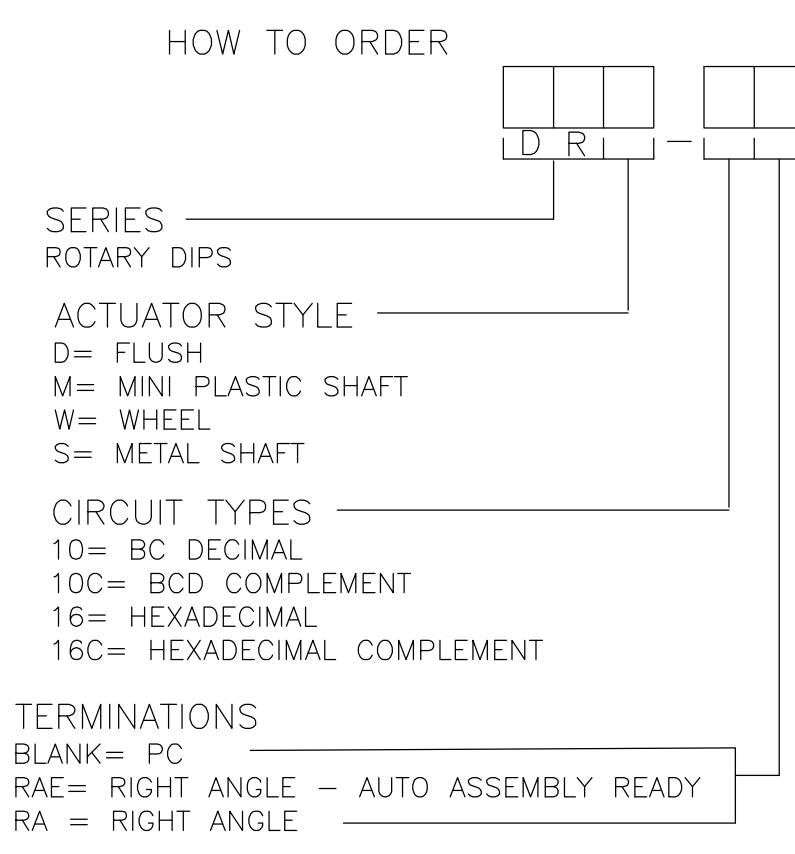 HOW TO ORDER
D R -
SERIES
ROTARY DIPS
ACTUATOR STYLE
D= FLUSH
M= MINI PLASTIC SHAFT
W= WHEEL
S= METAL SHAFT
CIRCUIT TYPES
10= BC DECIMAL
10C= BCD COMPLEMENT
16= HEXADECIMAL
16C= HEXADECIMAL COMPLEMENT
TERMINATIONS
BLANK= PC
RAE= RIGHT ANGLE - AUTO ASSEMBLY READY
RA = RIGHT ANGLE